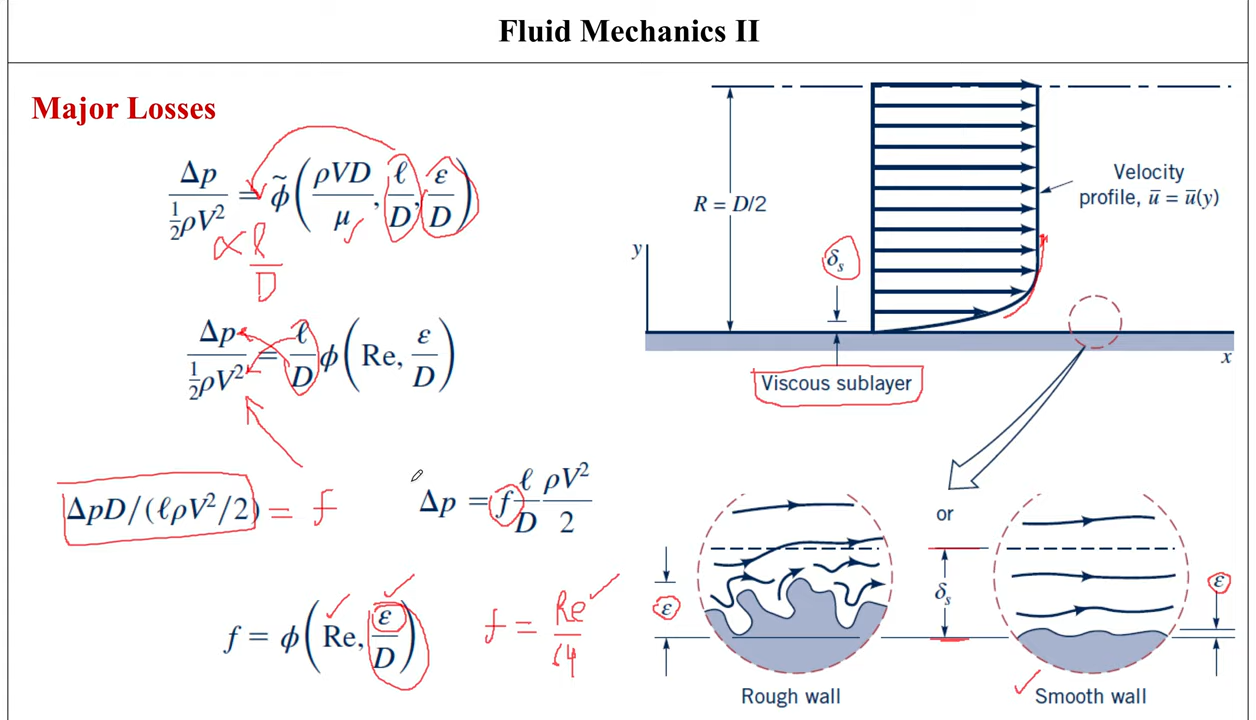 Fluid Mechanics II
Major Losses
Δp / ½ρV² = φ̃(ρVD/μ, ℓ/D, ε/D)
∝ ℓ/D
Δp / ½ρV² = ℓ/D φ(Re, ε/D)
ΔpD/(ℓρV²/2) = f
Δp = f ℓ/D ρV²/2
f = φ(Re, ε/D)
f = Re/64
R = D/2
y
δs
Velocity
profile, ū = ū(y)
x
Viscous sublayer
or
ε
δs
ε
Rough wall
Smooth wall